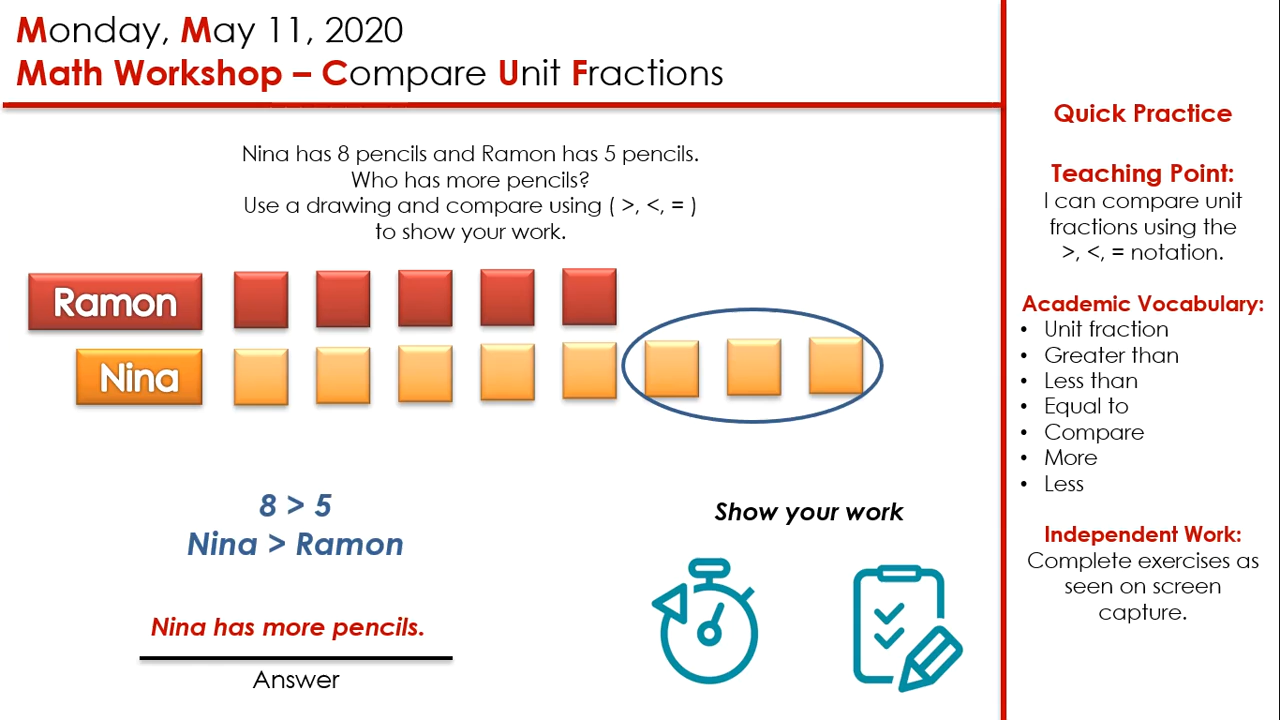 Monday, May 11, 2020
Math Workshop – Compare Unit Fractions
Nina has 8 pencils and Ramon has 5 pencils.
Who has more pencils?
Use a drawing and compare using ( >, <, = )
to show your work.
Ramon
Nina
8 > 5
Nina > Ramon
Nina has more pencils.
Answer
Show your work
Quick Practice
Teaching Point:
I can compare unit
fractions using the
>, <, = notation.
Academic Vocabulary:
• Unit fraction
• Greater than
• Less than
• Equal to
• Compare
• More
• Less
Independent Work:
Complete exercises as
seen on screen
capture.